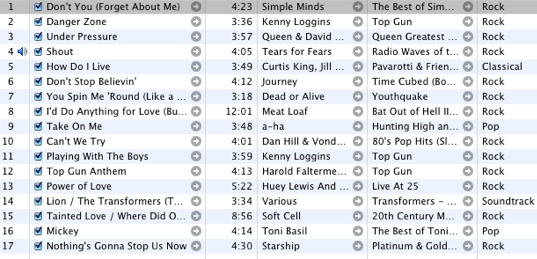 1 Don't You (Forget About Me) 4:23 Simple Minds The Best of Sim... Rock
2 Danger Zone 3:36 Kenny Loggins Top Gun Rock
3 Under Pressure 3:57 Queen & David ... Queen Greatest ... Rock
4 Shout 4:05 Tears for Fears Radio Waves of t... Rock
5 How Do I Live 3:49 Curtis King, Jill ... Pavarotti & Frien... Classical
6 Don't Stop Believin' 4:12 Journey Time Cubed (Bo... Rock
7 You Spin Me 'Round (Like a ... 3:18 Dead or Alive Youthquake Rock
8 I'd Do Anything for Love (Bu... 12:01 Meat Loaf Bat Out of Hell II... Rock
9 Take On Me 3:48 a-ha Hunting High an... Pop
10 Can't We Try 4:01 Dan Hill & Vond... 80's Pop Hits (Sl... Rock
11 Playing With The Boys 3:59 Kenny Loggins Top Gun Rock
12 Top Gun Anthem 4:13 Harold Falterme... Top Gun Rock
13 Power of Love 5:22 Huey Lewis And ... Live At 25 Rock
14 Lion / The Transformers (T... 3:34 Various Transformers - ... Soundtrack
15 Tainted Love / Where Did O... 8:56 Soft Cell 20th Century M... Rock
16 Mickey 4:14 Toni Basil The Best of Toni... Pop
17 Nothing's Gonna Stop Us Now 4:30 Starship Platinum & Gold... Rock